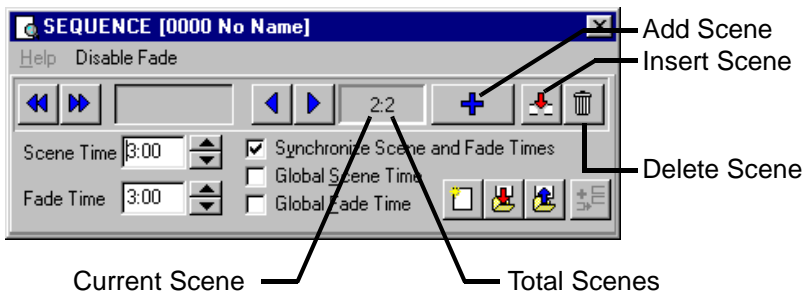 SEQUENCE [0000 No Name]
Add Scene
Help Disable Fade
Insert Scene
2:2
Scene Time 3:00
Synchronize Scene and Fade Times
Delete Scene
Global Scene Time
Fade Time 3:00
Global Fade Time
Current Scene
Total Scenes